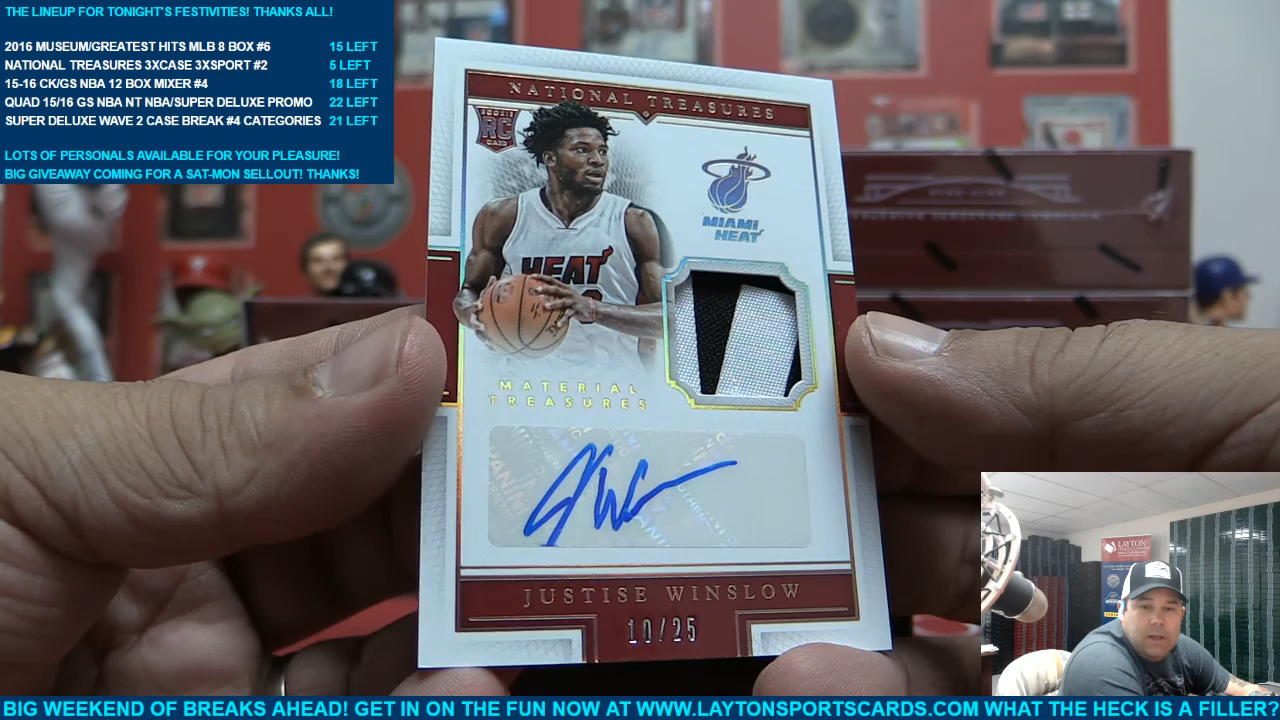 THE LINEUP FOR TONIGHT'S FESTIVITIES! THANKS ALL!
2016 MUSEUM/GREATEST HITS MLB 8 BOX #6 15 LEFT
NATIONAL TREASURES 3XCASE 3XSPORT #2 5 LEFT
15-16 CK/GS NBA 12 BOX MIXER #4 18 LEFT
QUAD 15/16 GS NBA NT NBA/SUPER DELUXE PROMO 22 LEFT
SUPER DELUXE WAVE 2 CASE BREAK #4 CATEGORIES 21 LEFT
LOTS OF PERSONALS AVAILABLE FOR YOUR PLEASURE!
BIG GIVEAWAY COMING FOR A SAT-MON SELLOUT! THANKS!
NATIONAL TREASURES
ROOKIE
RC
CARD
MIAMI
HEAT
HEAT
MATERIAL
TREASURES
PANINI
JUSTISE WINSLOW
10/25
LAYTON
BIG WEEKEND OF BREAKS AHEAD! GET IN ON THE FUN NOW AT WWW.LAYTONSPORTSCARDS.COM WHAT THE HECK IS A FILLER?